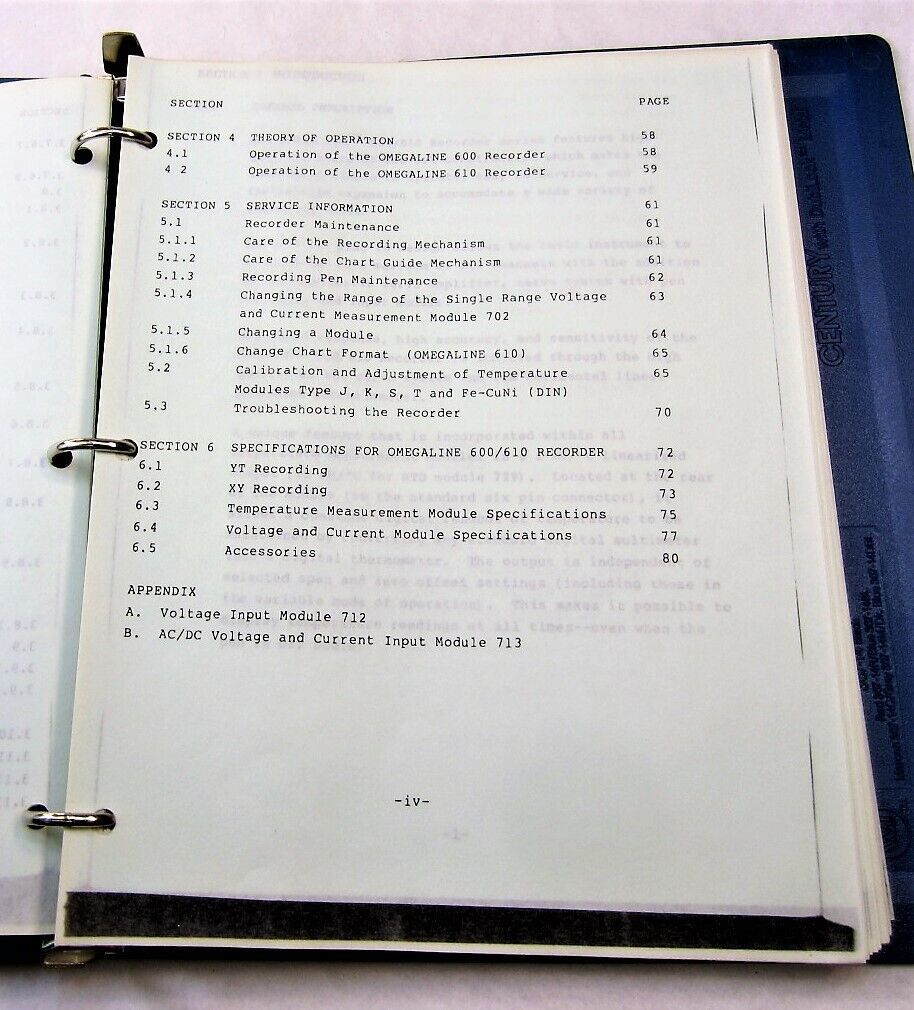 SECTION PAGE
SECTION 4 THEORY OF OPERATION 58
4.1 Operation of the OMEGALINE 600 Recorder 58
4 2 Operation of the OMEGALINE 610 Recorder 59
SECTION 5 SERVICE INFORMATION 61
5.1 Recorder Maintenance 61
5.1.1 Care of the Recording Mechanism 61
5.1.2 Care of the Chart Guide Mechanism 61
5.1.3 Recording Pen Maintenance 62
5.1.4 Changing the Range of the Single Range Voltage 63
and Current Measurement Module 702
5.1.5 Changing a Module 64
5.1.6 Change Chart Format (OMEGALINE 610) 65
5.2 Calibration and Adjustment of Temperature 65
Modules Type J, K, S, T and Fe-CuNi (DIN)
5.3 Troubleshooting the Recorder 70
SECTION 6 SPECIFICATIONS FOR OMEGALINE 600/610 RECORDER 72
6.1 YT Recording 72
6.2 XY Recording 73
6.3 Temperature Measurement Module Specifications 75
6.4 Voltage and Current Module Specifications 77
6.5 Accessories 80
APPENDIX
A. Voltage Input Module 712
B. AC/DC Voltage and Current Input Module 713
-iv-
CENTURY